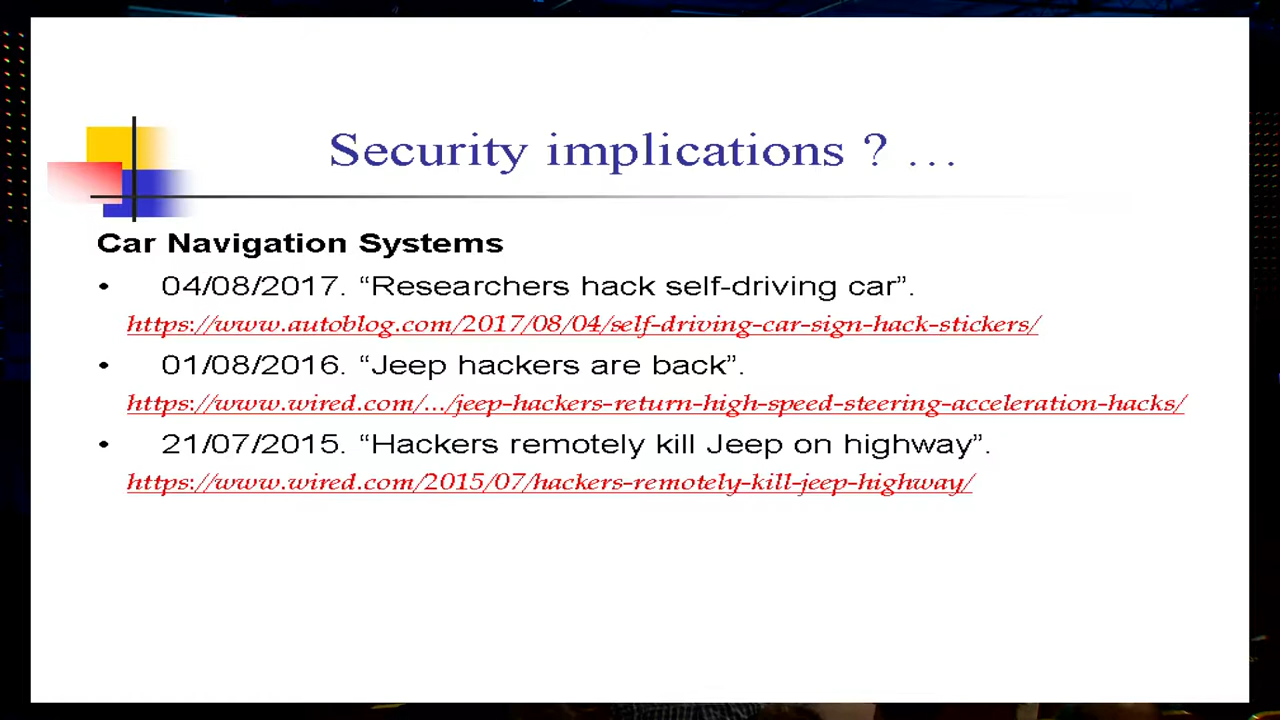 Security implications ? …
Car Navigation Systems
• 04/08/2017. “Researchers hack self-driving car”.
https://www.autoblog.com/2017/08/04/self-driving-car-sign-hack-stickers/
• 01/08/2016. “Jeep hackers are back”.
https://www.wired.com/.../jeep-hackers-return-high-speed-steering-acceleration-hacks/
• 21/07/2015. “Hackers remotely kill Jeep on highway”.
https://www.wired.com/2015/07/hackers-remotely-kill-jeep-highway/